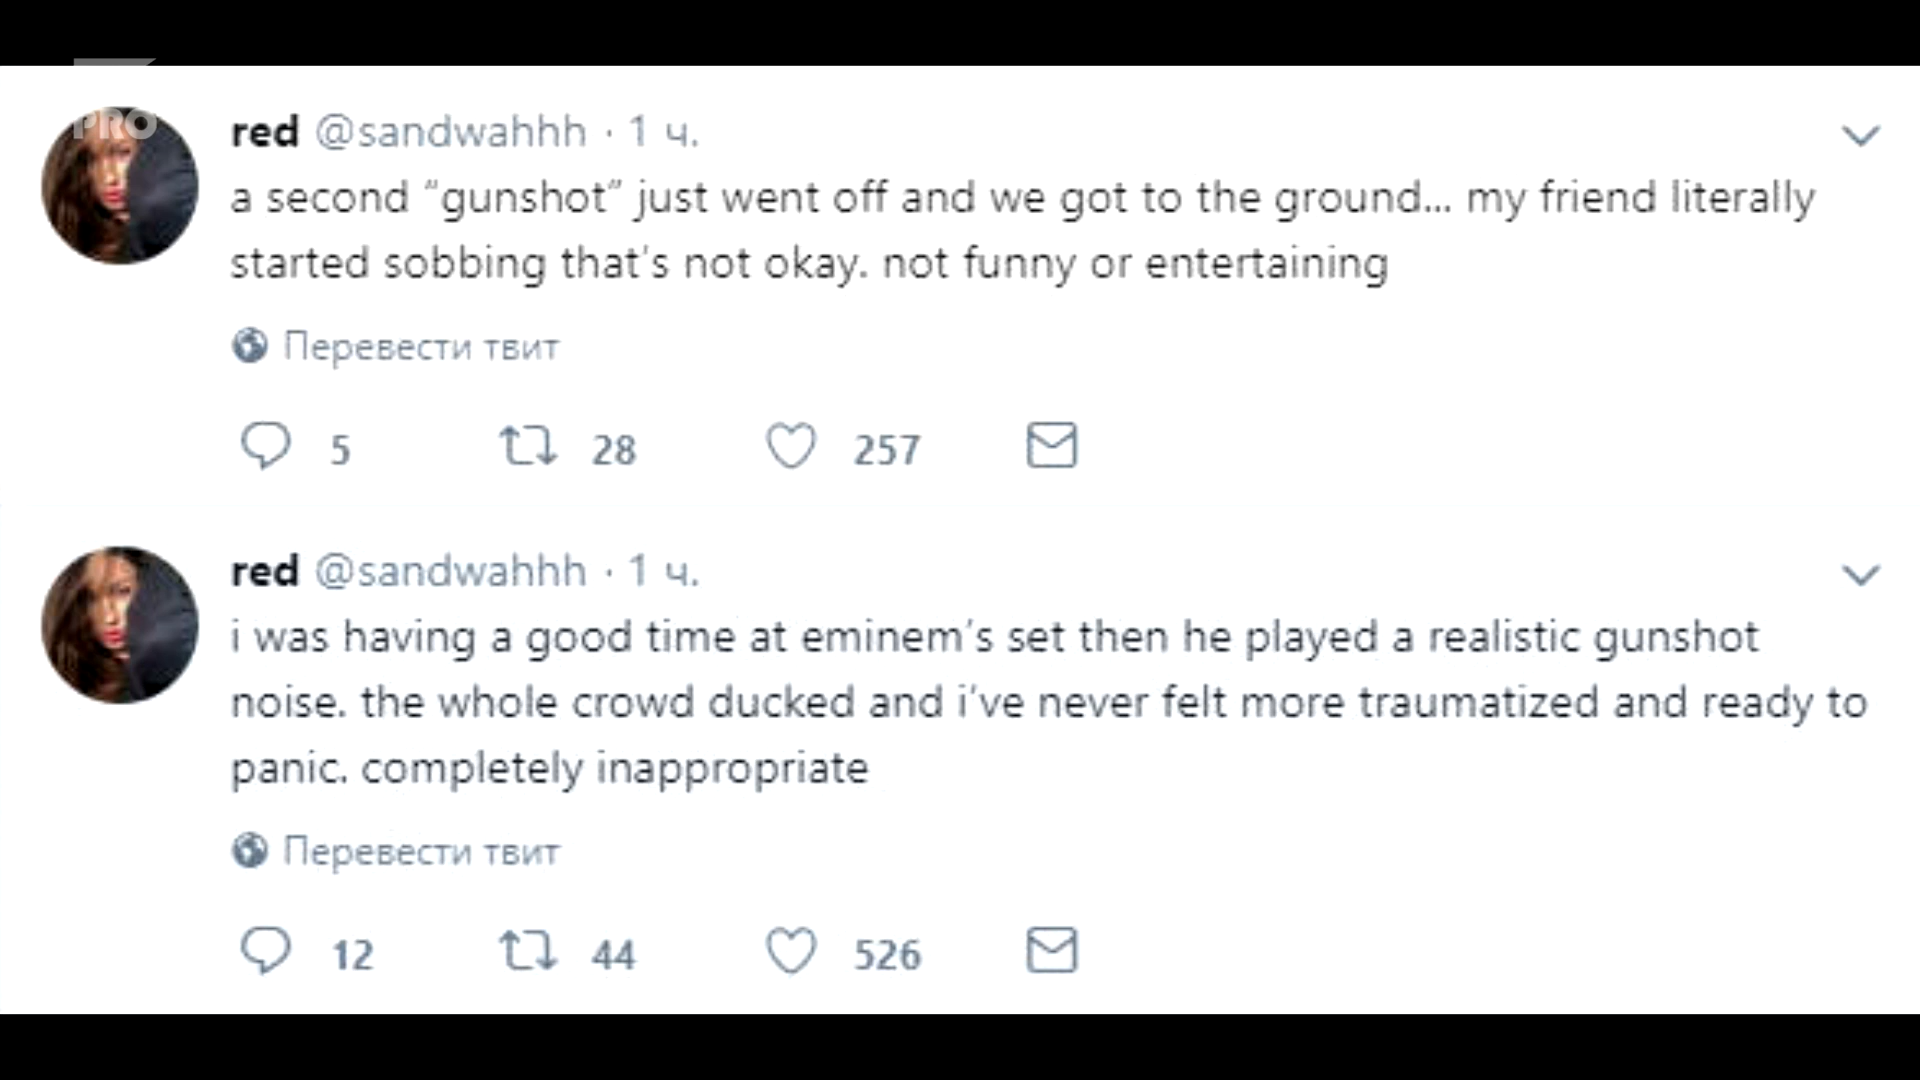 PRO
red @sandwahhh · 1 ч.
a second “gunshot” just went off and we got to the ground... my friend literally
started sobbing that’s not okay. not funny or entertaining
Перевести твит
5 28 257
red @sandwahhh · 1 ч.
i was having a good time at eminem’s set then he played a realistic gunshot
noise. the whole crowd ducked and i’ve never felt more traumatized and ready to
panic. completely inappropriate
Перевести твит
12 44 526